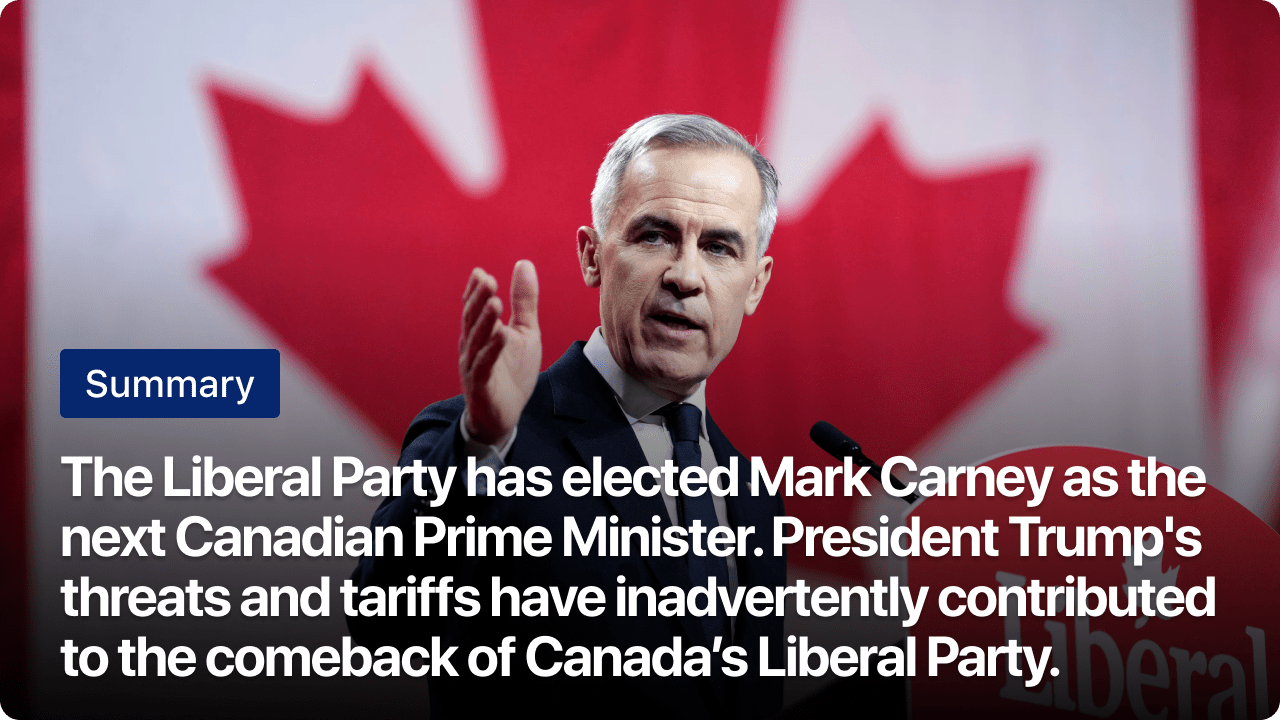 Summary
The Liberal Party has elected Mark Carney as the
next Canadian Prime Minister. President Trump's
threats and tariffs have inadvertently contributed
to the comeback of Canada’s Liberal Party.
Libéral